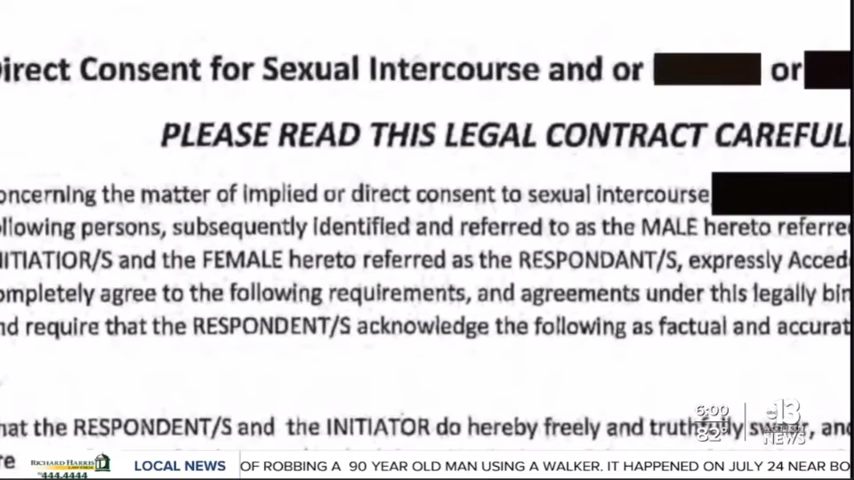 irect Consent for Sexual Intercourse and or or
PLEASE READ THIS LEGAL CONTRACT CAREFUL
oncerning the matter of implied or direct consent to sexual intercourse
llowing persons, subsequently identified and referred to as the MALE hereto referre
ITIATIOR/S and the FEMALE hereto referred as the RESPONDANT/S, expressly Acced
ompletely agree to the following requirements, and agreements under this legally bin
nd require that the RESPONDENT/S acknowledge the following as factual and accurat
hat the RESPONDENT/S and the INITIATOR do hereby freely and truthfully swear, and
re
6:00
82°
13
NEWS
RICHARD HARRIS
444.4444
LOCAL NEWS
OF ROBBING A 90 YEAR OLD MAN USING A WALKER. IT HAPPENED ON JULY 24 NEAR BO